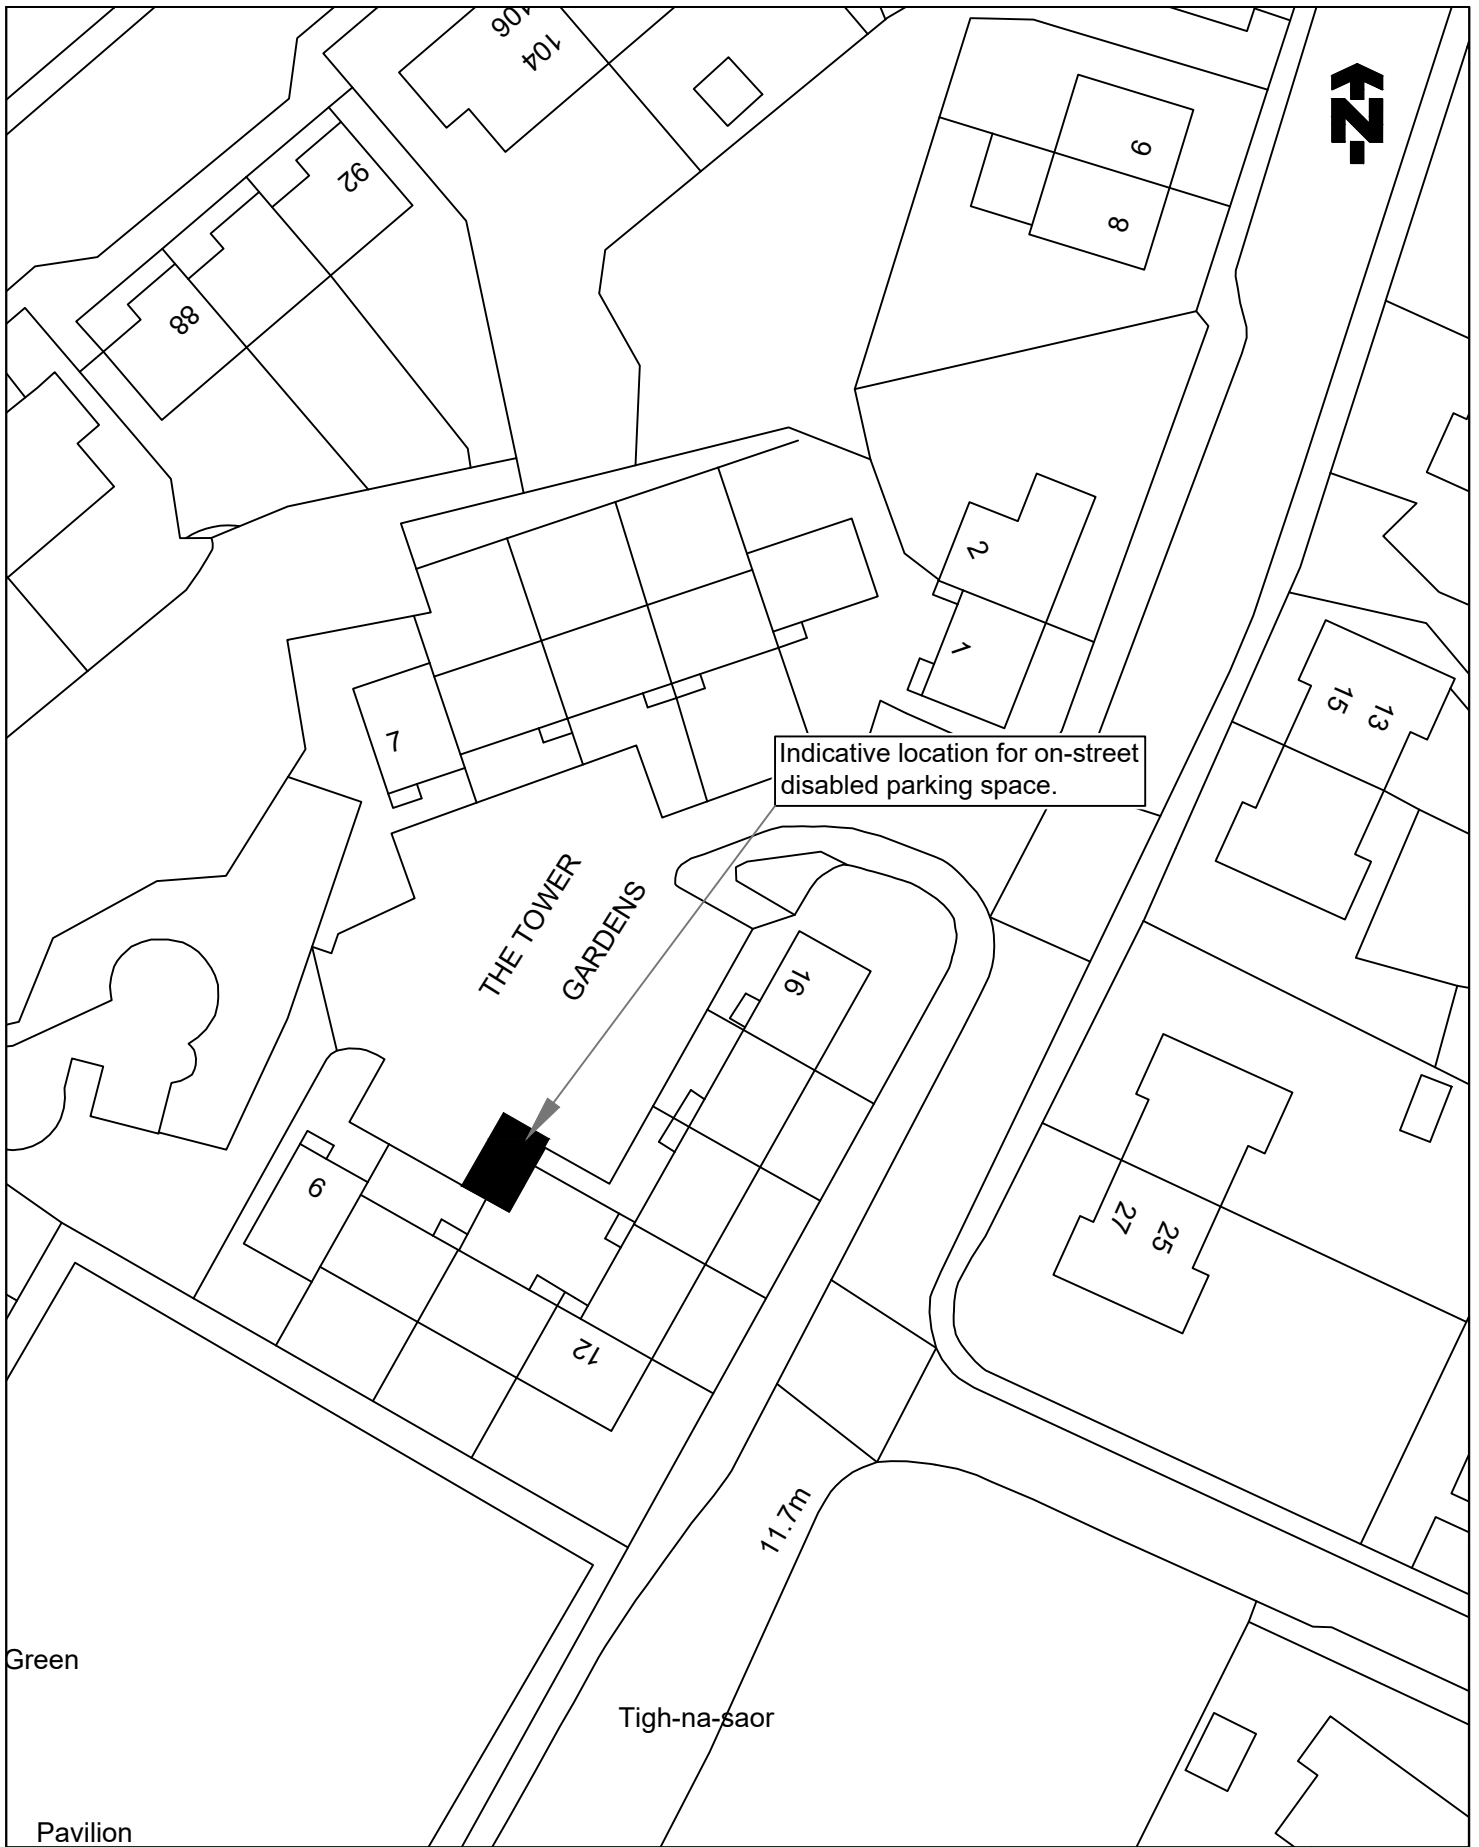 106
104
N
9
92
8
88
2
1
15
13
7
Indicative location for on-street
disabled parking space.
THE TOWER
GARDENS
16
9
27
25
12
11.7m
Green
Tigh-na-saor
Pavilion